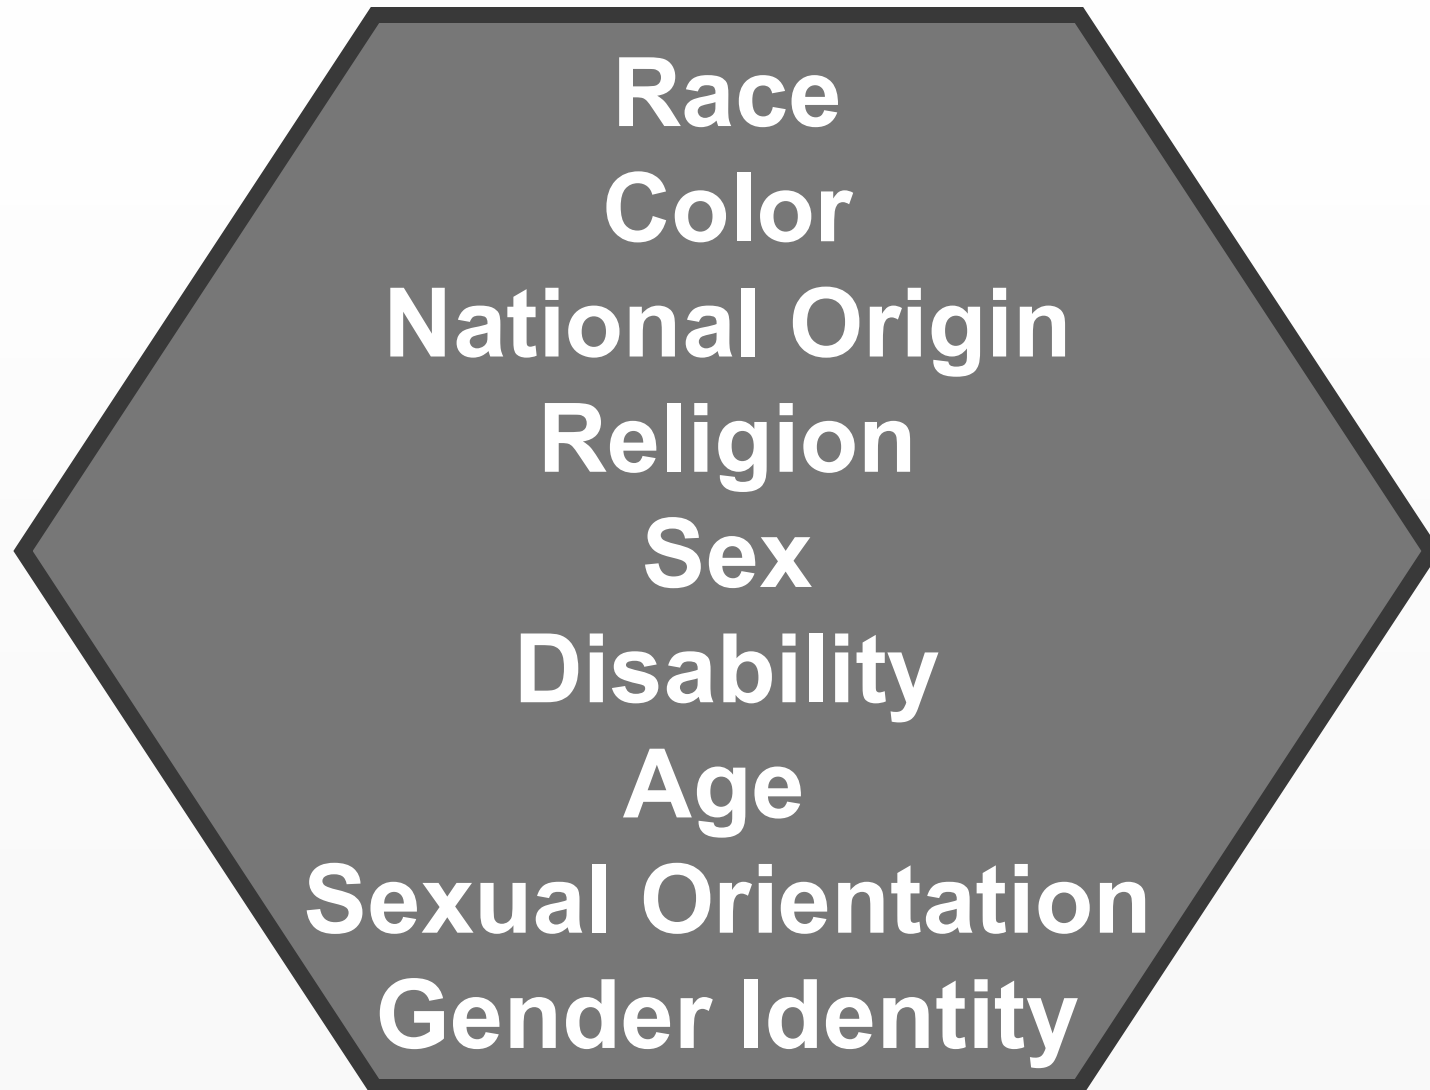 Race
Color
National Origin
Religion
Sex
Disability
Age
Sexual Orientation
Gender Identity